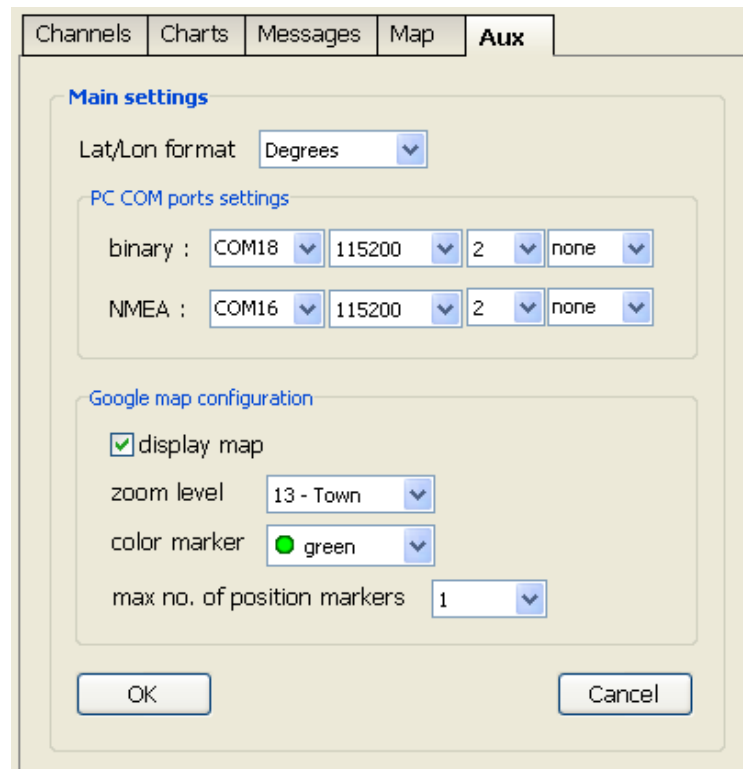 Channels Charts Messages Map Aux
Main settings
Lat/Lon format Degrees
PC COM ports settings
binary : COM18 115200 2 none
NMEA : COM16 115200 2 none
Google map configuration
display map
zoom level 13 - Town
color marker green
max no. of position markers 1
OK Cancel